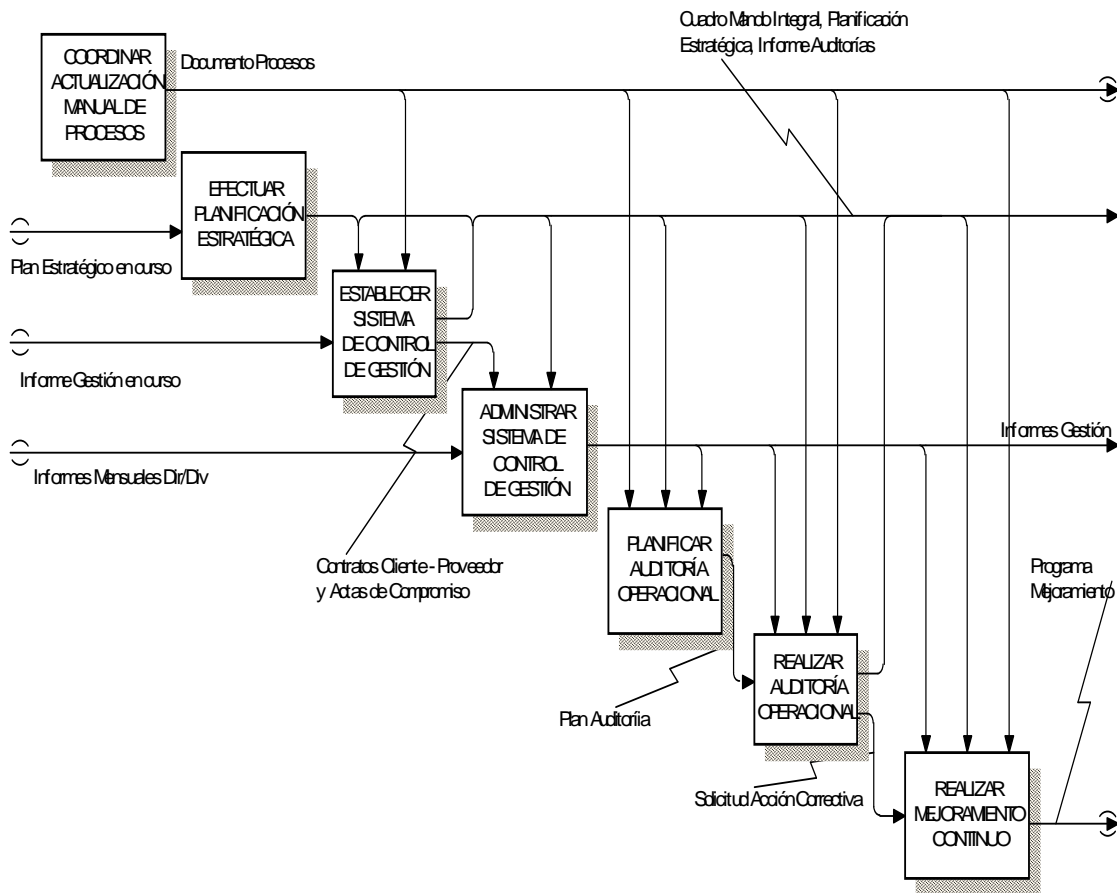 Cuadro Mando Integral, Planificación
Estratégica, Informe Auditorías
COORDINAR
ACTUALIZACIÓN
MANUAL DE
PROCESOS
Documento Procesos
EFECTUAR
PLANIFICACIÓN
ESTRATÉGICA
Plan Estratégico en curso
ESTABLECER
SISTEMA
DE CONTROL
DE GESTIÓN
Informe Gestión en curso
ADMINISTRAR
SISTEMA DE
CONTROL
DE GESTIÓN
Informes Gestión
Informes Mensuales Dir/Div
PLANIFICAR
AUDITORÍA
OPERACIONAL
Contratos Cliente - Proveedor
y Actas de Compromiso
Programa
Mejoramiento
REALIZAR
AUDITORÍA
OPERACIONAL
Plan Auditoríia
Solicitud Acción Correctiva
REALIZAR
MEJORAMIENTO
CONTINUO